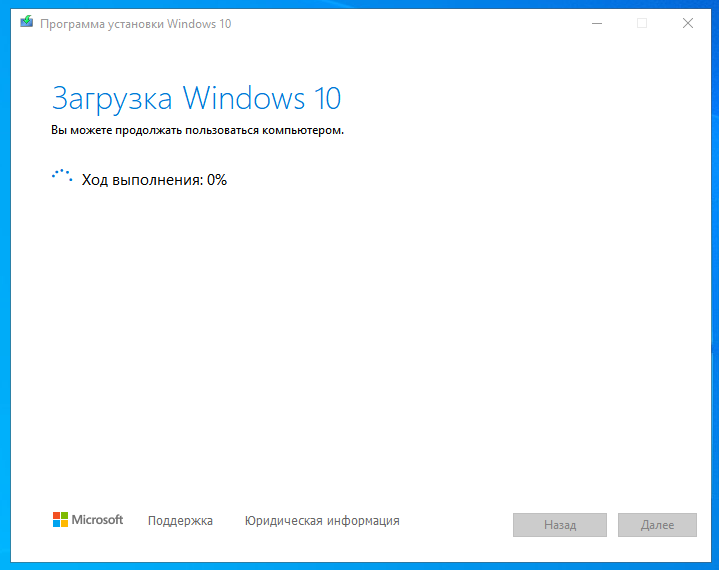 Программа установки Windows 10
Загрузка Windows 10
Вы можете продолжать пользоваться компьютером.
Ход выполнения: 0%
Microsoft Поддержка Юридическая информация Назад Далее